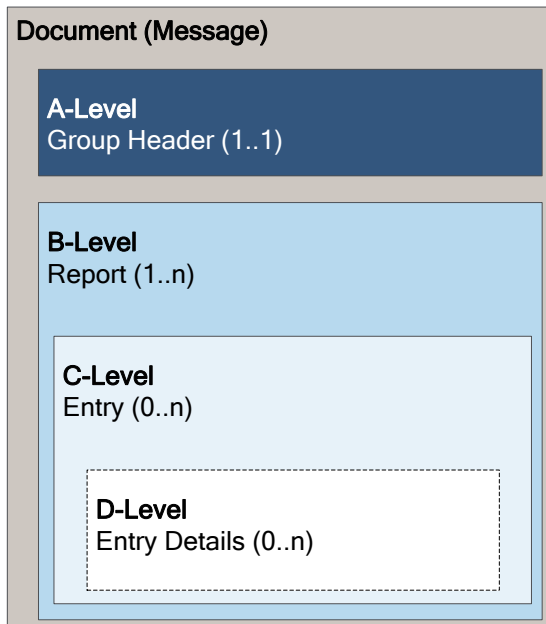 Document (Message)
A-Level
Group Header (1..1)
B-Level
Report (1..n)
C-Level
Entry (0..n)
D-Level
Entry Details (0..n)